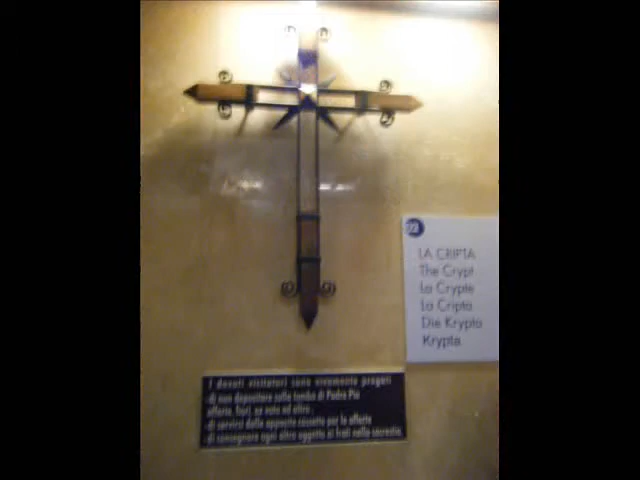 02
LA CRIPTA
The Crypt
La Crypte
La Cripta
Die Krypta
Krypta
I devoti visitatori sono vivamente pregati
di non depositare sulla tomba di Padre Pio
offerte, fiori, ex voto ed altro.
-di servirsi delle apposite cassette per le offerte
-di consegnare ogni altro oggetto ai frati nella sacrestia.